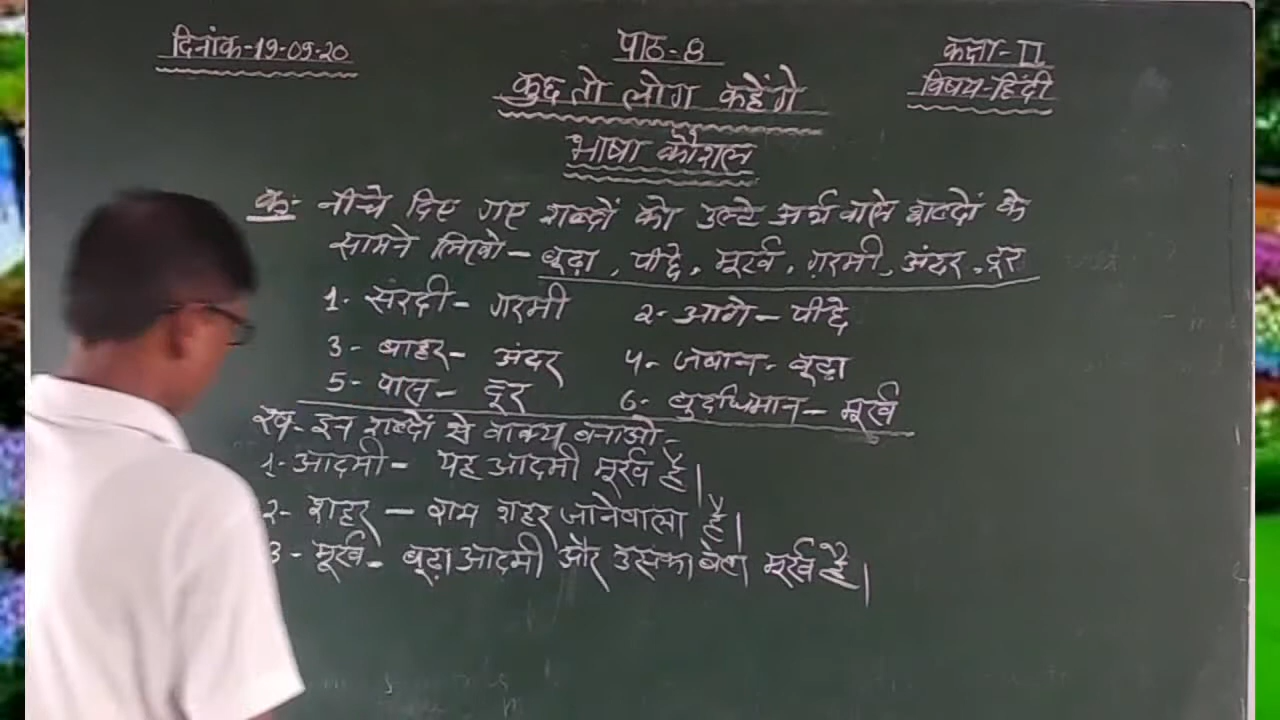 दिनांक-19-09-20
पाठ-8
कक्षा-II
विषय-हिंदी
कुछ तो लोग कहेंगे
भाषा कौशल
क- नीचे दिए गए शब्दों को उल्टे अर्थ वाले शब्दों के
सामने लिखो- बूढ़ा, पीछे, मूर्ख, गरमी, अंदर, दूर
1- सरदी- गरमी
2- आगे- पीछे
3- बाहर- अंदर
4- जवान- बूढ़ा
5- पास- दूर
6- बुद्धिमान- मूर्ख
ख- इन शब्दों से वाक्य बनाओ-
1- आदमी- यह आदमी मूर्ख है।
2- शहर- राम शहर जानेवाला है।
3- मूर्ख- बूढ़ा आदमी और उसका बेटा मूर्ख है।